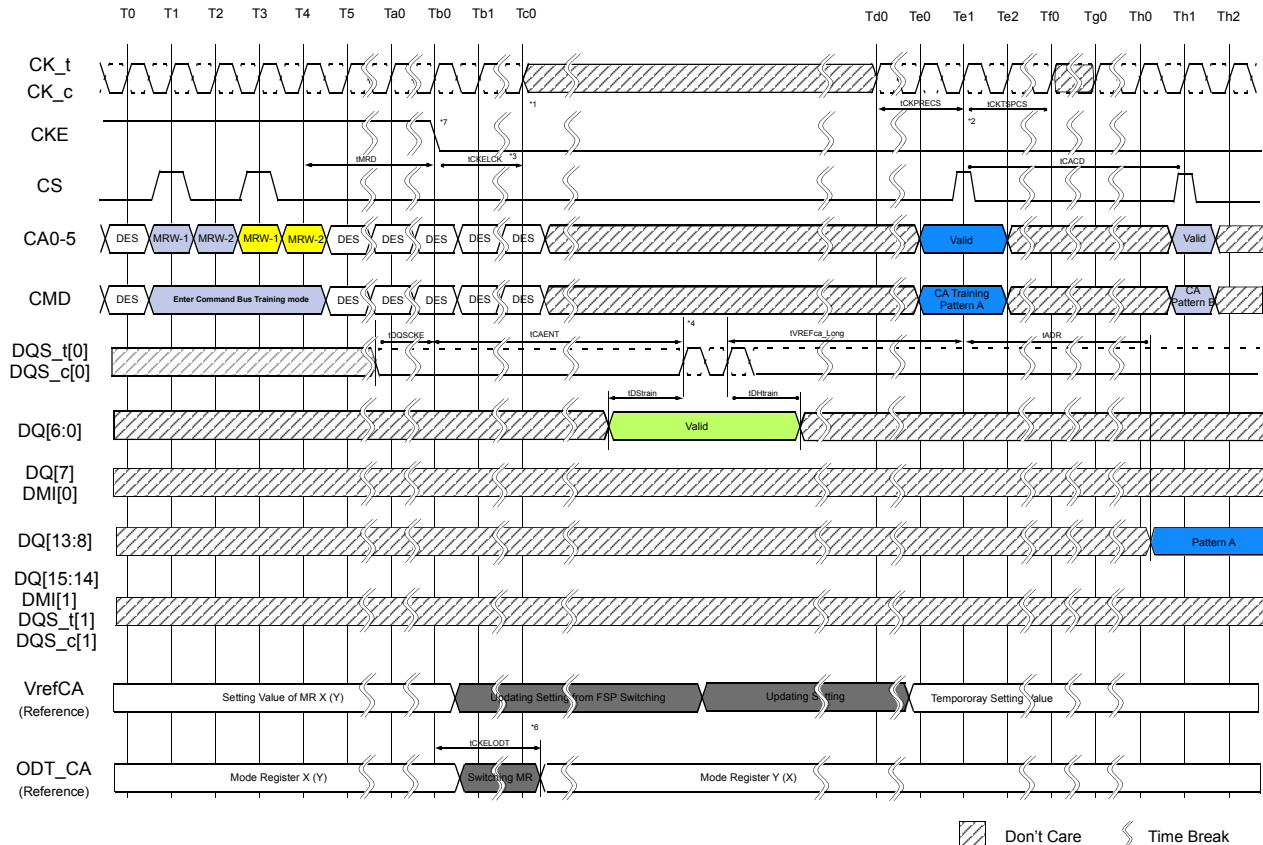 T0 T1 T2 T3 T4 T5 Ta0 Tb0 Tb1 Tc0 Td0 Te0 Te1 Te2 Tf0 Tg0 Th0 Th1 Th2
CK_t
CK_c
*1
tCKPRECS
tCKTSPCS
*2
CKE
*7
tMRD
tCKELCK
*3
tCACD
CS
CA0-5
DES MRW-1 MRW-2 MRW-1 MRW-2 DES DES DES DES DES Valid Valid
CMD
DES Enter Command Bus Training mode DES DES DES DES DES
CA Training
Pattern A
CA
Pattern B
tDQSCKE
tCAENT
*4
tVREFca_Long
tADR
DQS_t[0]
DQS_c[0]
tDStrain
tDHtrain
DQ[6:0]
Valid
DQ[7]
DMI[0]
DQ[13:8]
Pattern A
DQ[15:14]
DMI[1]
DQS_t[1]
DQS_c[1]
VrefCA
(Reference)
Setting Value of MR X (Y)
Updating Setting from FSP Switching
Updating Setting
Tempororay Setting Value
*6
tCKELODT
ODT_CA
(Reference)
Mode Register X (Y)
Switching MR
Mode Register Y (X)
Don't Care
Time Break